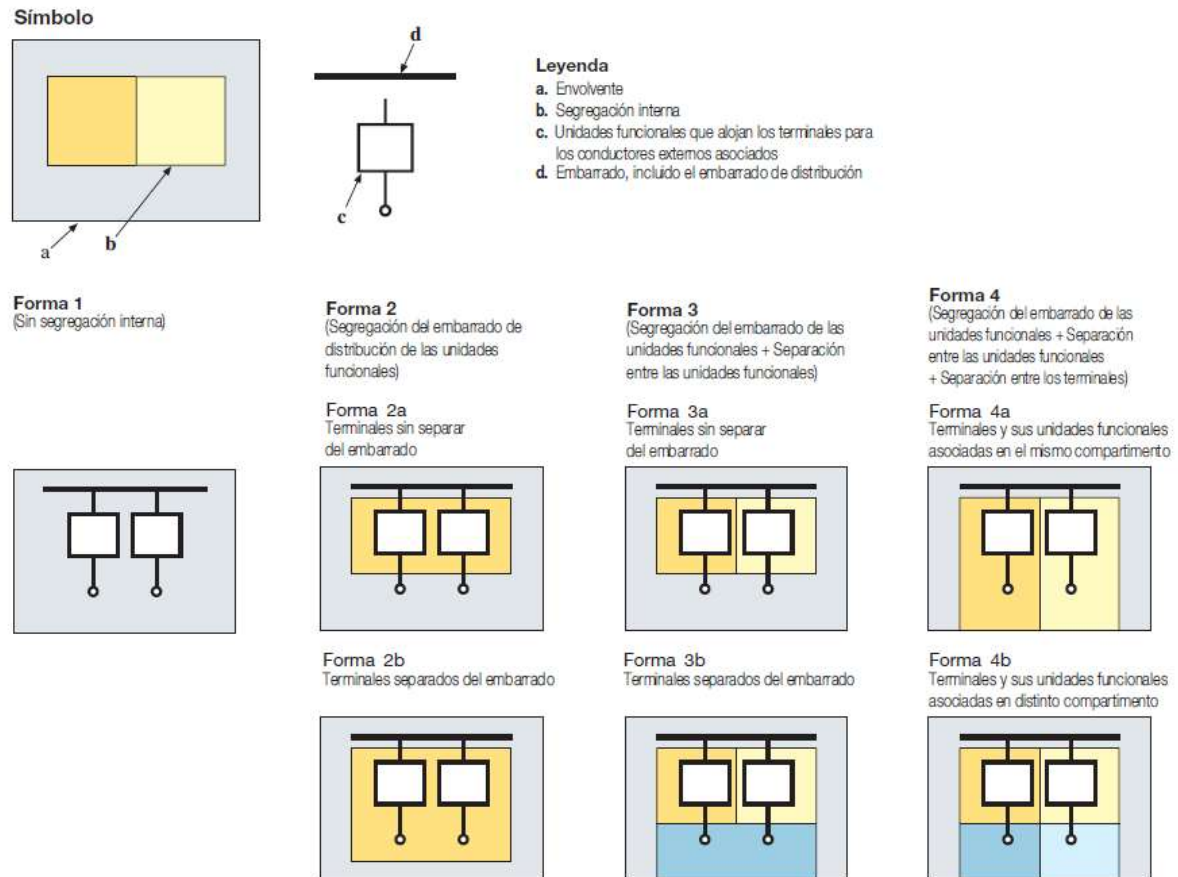 Símbolo
d
c
a
b
Leyenda
a. Envolvente
b. Segregación interna
c. Unidades funcionales que alojan los terminales para
los conductores externos asociados
d. Embarrado, incluido el embarrado de distribución
Forma 1
(Sin segregación interna)
Forma 2
(Segregación del embarrado de
distribución de las unidades
funcionales)
Forma 2a
Terminales sin separar
del embarrado
Forma 2b
Terminales separados del embarrado
Forma 3
(Segregación del embarrado de las
unidades funcionales + Separación
entre las unidades funcionales)
Forma 3a
Terminales sin separar
del embarrado
Forma 3b
Terminales separados del embarrado
Forma 4
(Segregación del embarrado de las
unidades funcionales + Separación
entre las unidades funcionales
+ Separación entre los terminales)
Forma 4a
Terminales y sus unidades funcionales
asociadas en el mismo compartimento
Forma 4b
Terminales y sus unidades funcionales
asociadas en distinto compartimento